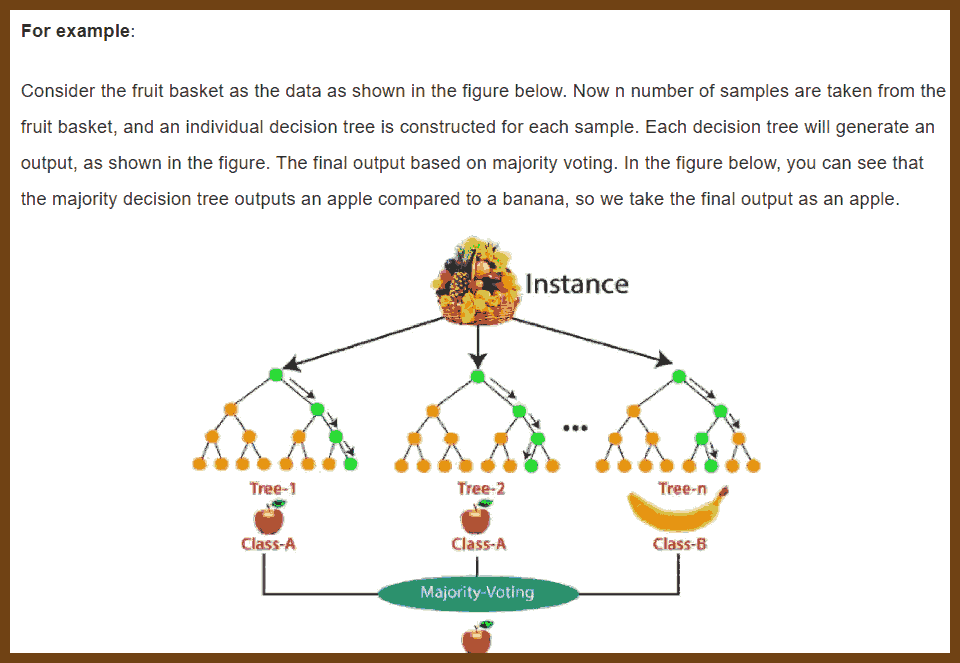 For example:
Consider the fruit basket as the data as shown in the figure below. Now n number of samples are taken from the
fruit basket, and an individual decision tree is constructed for each sample. Each decision tree will generate an
output, as shown in the figure. The final output based on majority voting. In the figure below, you can see that
the majority decision tree outputs an apple compared to a banana, so we take the final output as an apple.
Instance
Tree-1 Tree-2 Tree-n
Class-A Class-A Class-B
Majority-Voting